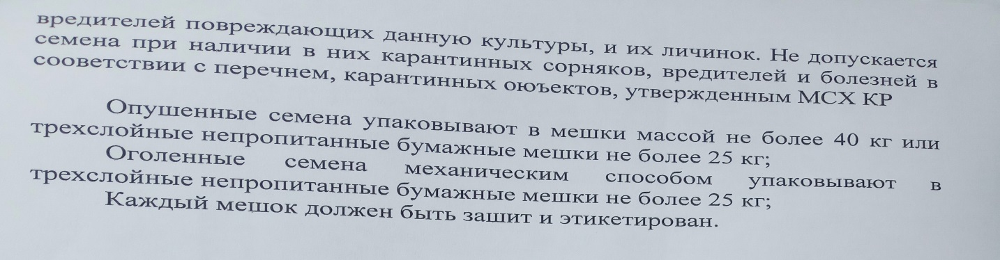 вредителей повреждающих данную культуры, и их личинок. Не допускается
семена при наличии в них карантинных сорняков, вредителей и болезней в
сооветствии с перечнем, карантинных оюъектов, утвержденным МСХ КР
Опушенные семена упаковывают в мешки массой не более 40 кг или
трехслойные непропитанные бумажные мешки не более 25 кг;
Оголенные семена механическим способом упаковывают в
трехслойные непропитанные бумажные мешки не более 25 кг;
Каждый мешок должен быть зашит и этикетирован.